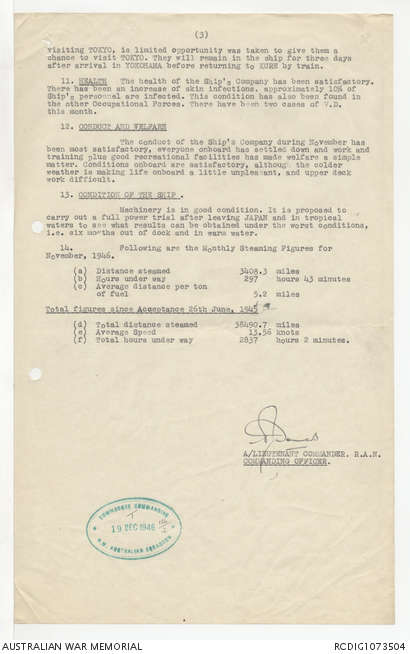 (3)
visiting TOKYO, is limited opportunity was taken to give them a
chance to visit TOKYO. They will remain in the ship for three days
after arrival in YOKOHAMA before returning to KURE by train.
11. HEALTH The health of the Ship's Company has been satisfactory.
There has been an increase of skin infections, approximately 10% of
Ship's personnel are infected. This condition has also been found in
the other Occupational Forces. There have been two cases of V.D.
this month.
12. CONDUCT AND WELFARE
The conduct of the Ship's Company during November has
been most satisfactory, everyone onboard has settled down and work and
training plus good recreational facilities has made welfare a simple
matter. Conditions onboard are satisfactory, although the colder
weather is making life onboard a little unpleasant, and upper deck
work difficult.
13. CONDITION OF THE SHIP.
Machinery is in good condition. It is proposed to
carry out a full power trial after leaving JAPAN and in tropical
waters to see what results can be obtained under the worst conditions,
i.e. six months out of dock and in warm water.
14. Following are the Monthly Steaming Figures for
November, 1946.
(a) Distance steamed 3408.3 miles
(b) Hours under way 297 hours 43 minutes
(c) Average distance per ton
of fuel 5.2 miles
Total figures since Acceptance 26th June, 1945
(d) Total distance steamed 38490.7 miles
(e) Average Speed 13.56 knots
(f) Total hours under way 2837 hours 2 minutes.
A/LIEUTENANT COMMANDER. R.A.N.
COMMANDING OFFICER.
COMMODORE COMMANDING
19 DEC 1946
H.M. AUSTRALIAN SQUADRON
AUSTRALIAN WAR MEMORIAL
RCDIG1073504